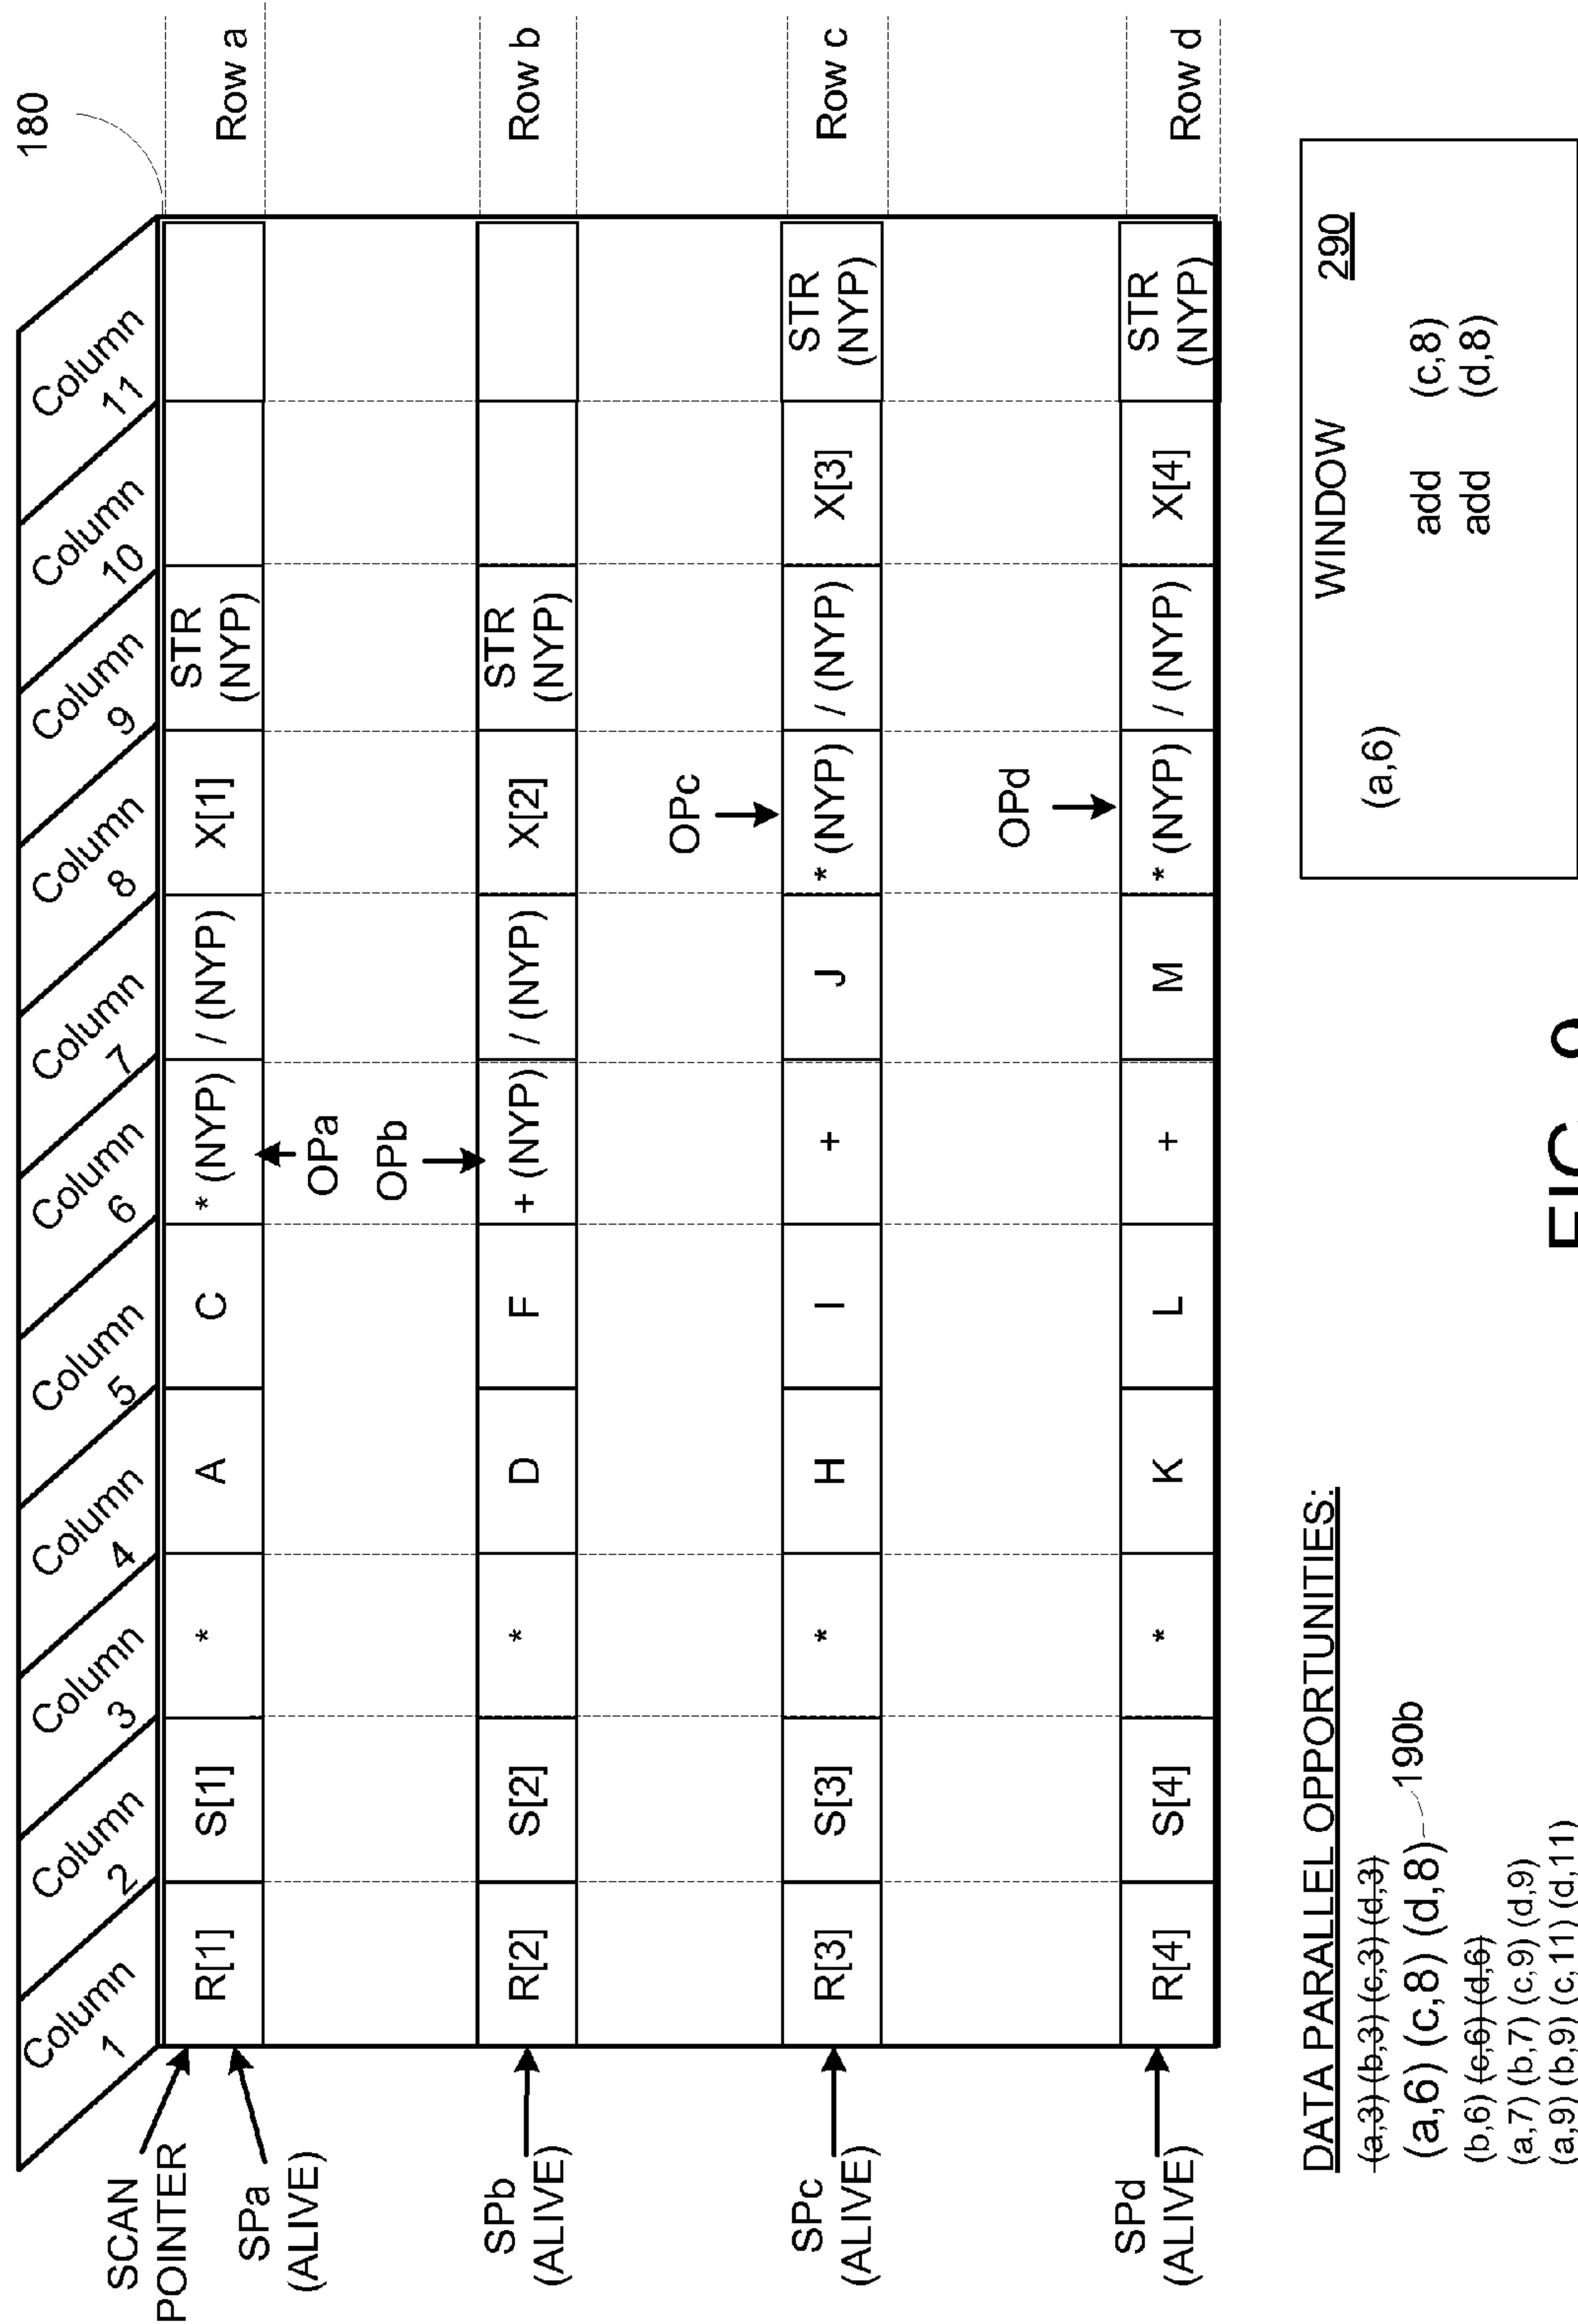 180
Column 1
Column 2
Column 3
Column 4
Column 5
Column 6
Column 7
Column 8
Column 9
Column 10
Column 11
SCAN POINTER
SPa (ALIVE)
R[1] S[1] * A C * (NYP) / (NYP) X[1] STR (NYP) Row a
OPa
OPb
SPb (ALIVE)
R[2] S[2] * D F + (NYP) / (NYP) X[2] STR (NYP) Row b
OPc
SPc (ALIVE)
R[3] S[3] * H I + J * (NYP) / (NYP) X[3] STR (NYP) Row c
OPd
SPd (ALIVE)
R[4] S[4] * K L + M * (NYP) / (NYP) X[4] STR (NYP) Row d
DATA PARALLEL OPPORTUNITIES:
(a,3) (b,3) (c,3) (d,3)
(a,6) (c,8) (d,8) 190b
(b,6) (c,6) (d,6)
(a,7) (b,7) (c,9) (d,9)
(a,9) (b,9) (c,11) (d,11)
WINDOW 290
(a,6)
add (c,8)
add (d,8)